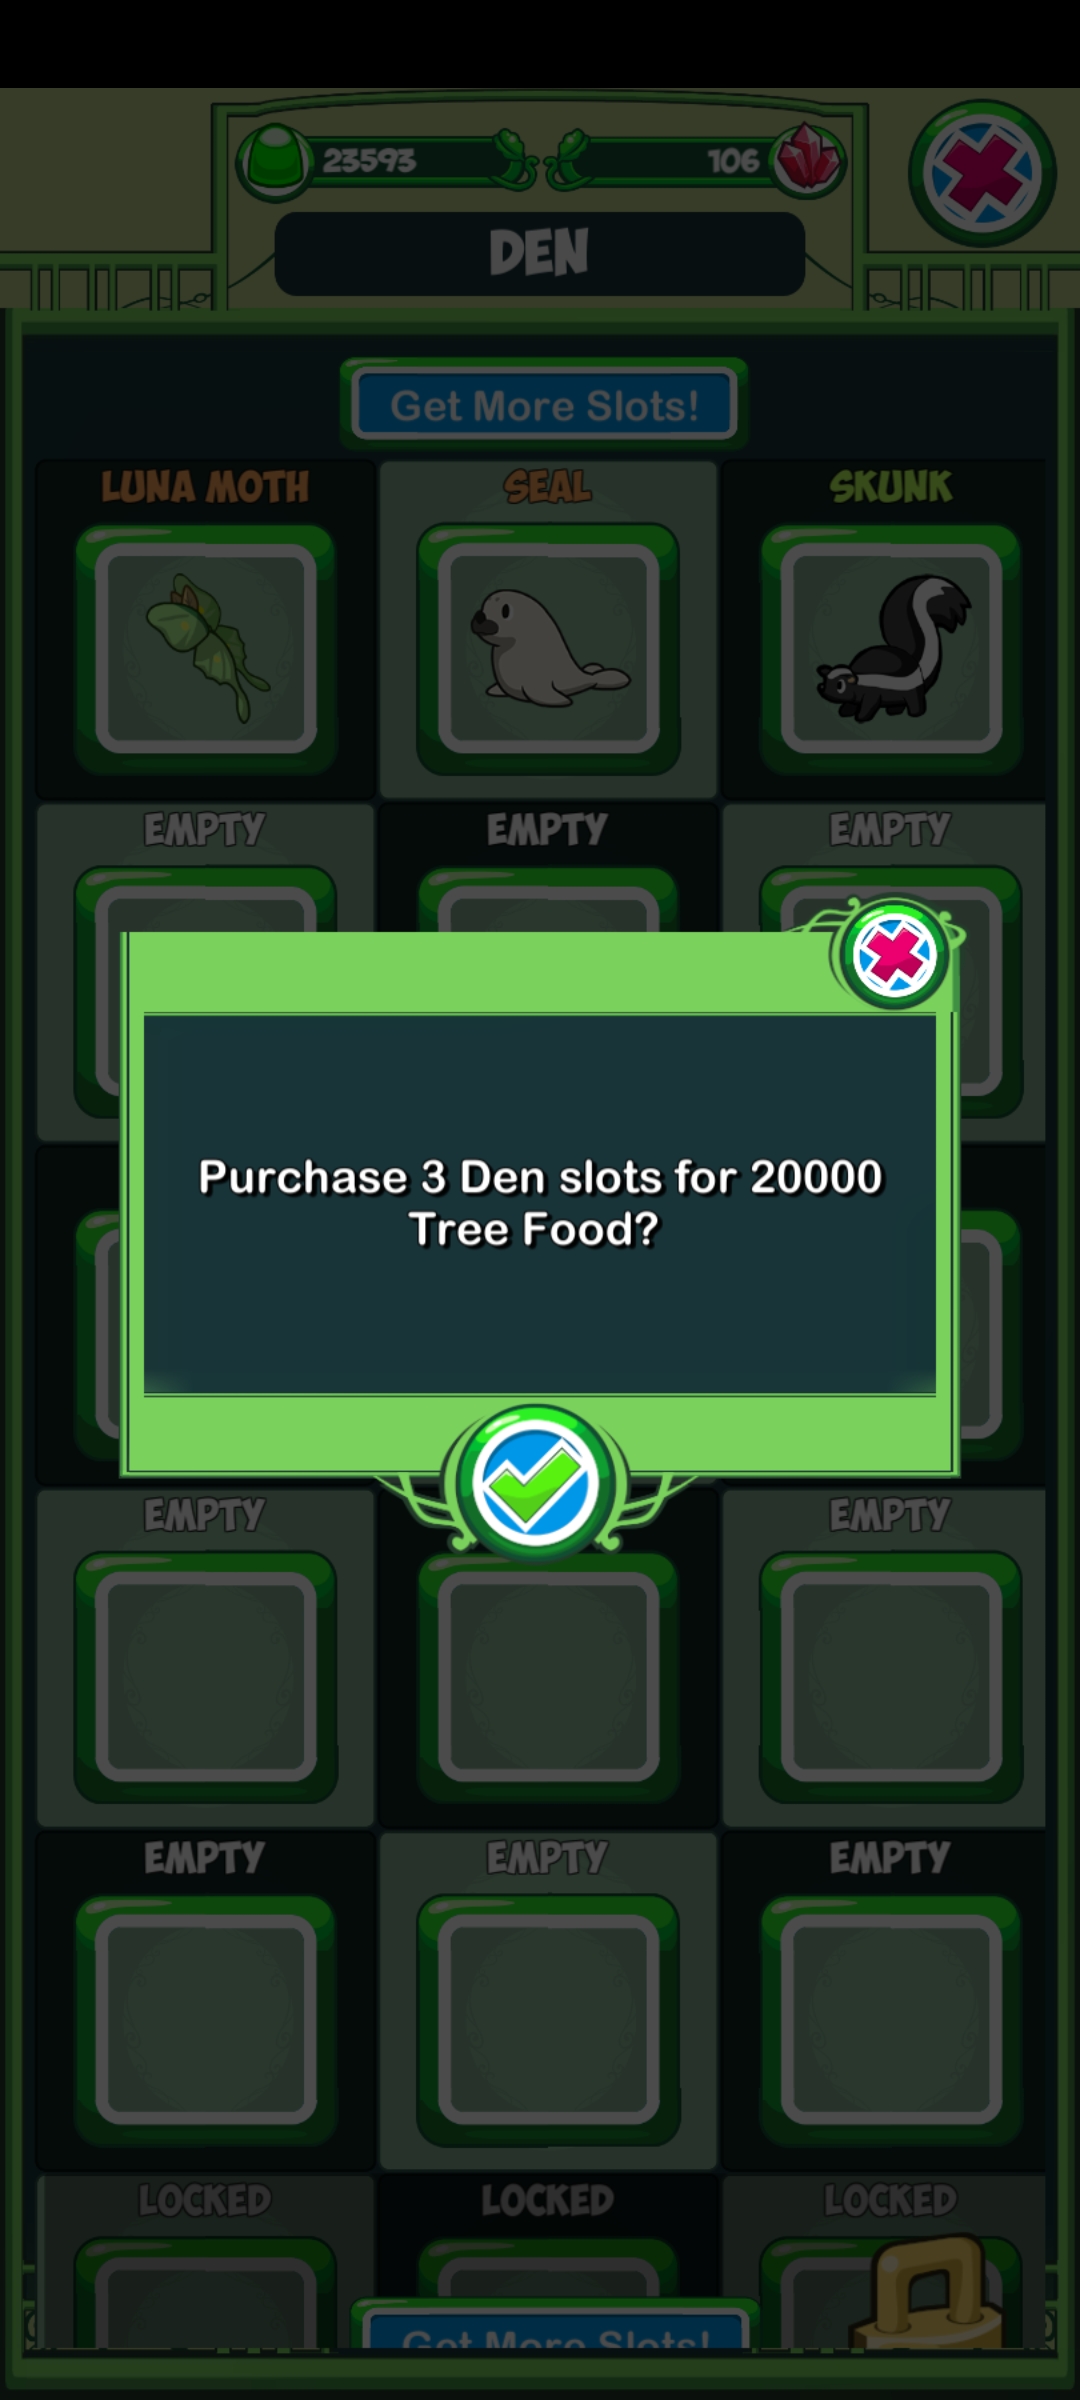 23593
106
DEN
Get More Slots!
LUNA MOTH
SEAL
SKUNK
EMPTY
EMPTY
EMPTY
Purchase 3 Den slots for 20000
Tree Food?
EMPTY
EMPTY
EMPTY
EMPTY
EMPTY
LOCKED
LOCKED
LOCKED
Get More Slots!